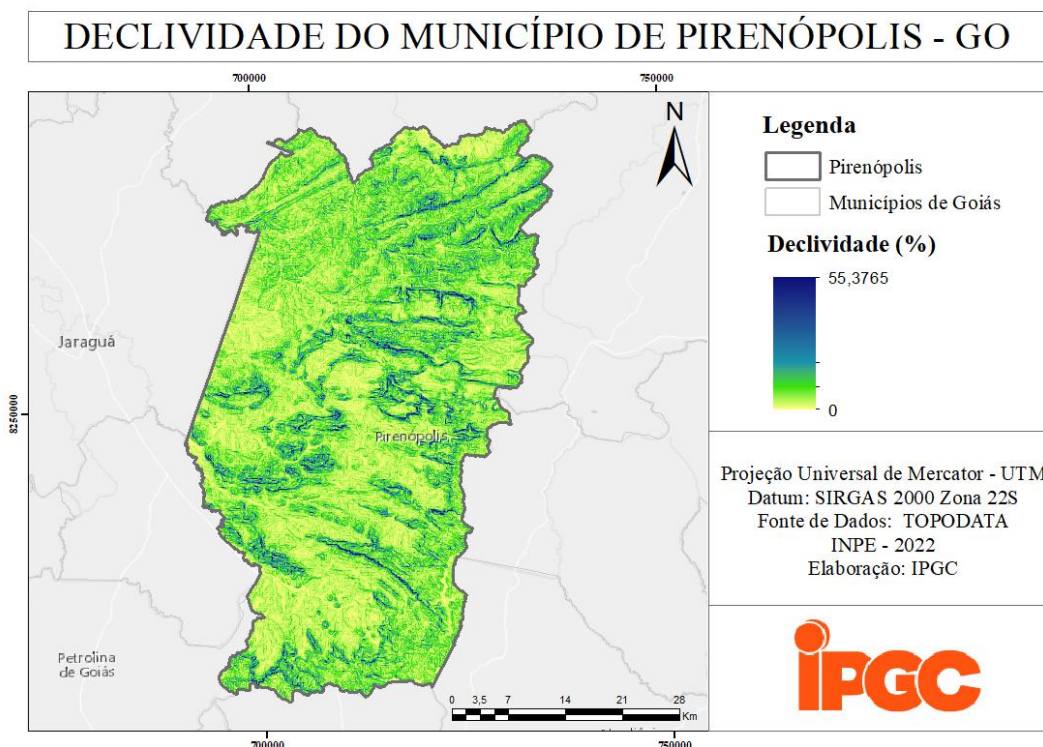 DECLIVIDADE DO MUNICÍPIO DE PIRENÓPOLIS - GO
700000
750000
N
Jaraguá
8250000
Pirenópolis
Petrolina
de Goiás
0 3,5 7 14 21 28
Km
700000
750000
Legenda
Pirenópolis
Municípios de Goiás
Declividade (%)
55,3765
0
Projeção Universal de Mercator - UTM
Datum: SIRGAS 2000 Zona 22S
Fonte de Dados: TOPODATA
INPE - 2022
Elaboração: IPGC
iPGC